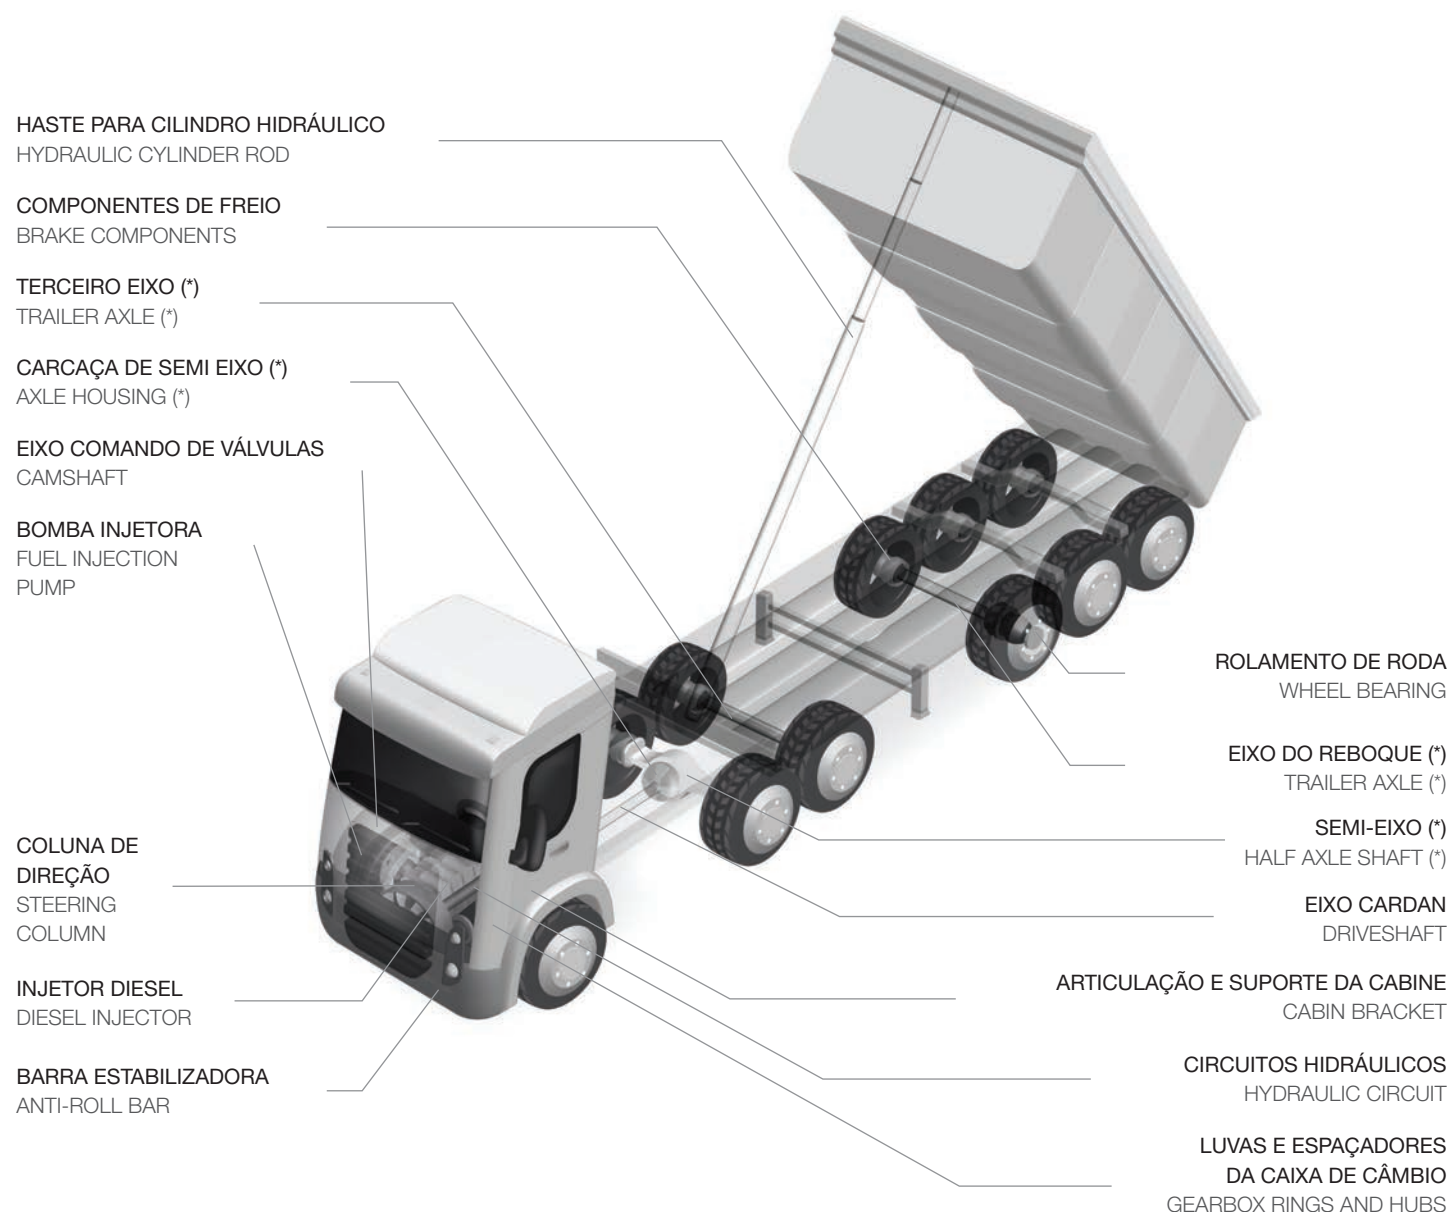 HASTE PARA CILINDRO HIDRÁULICO
HYDRAULIC CYLINDER ROD
COMPONENTES DE FREIO
BRAKE COMPONENTS
TERCEIRO EIXO (*)
TRAILER AXLE (*)
CARCAÇA DE SEMI EIXO (*)
AXLE HOUSING (*)
EIXO COMANDO DE VÁLVULAS
CAMSHAFT
BOMBA INJETORA
FUEL INJECTION
PUMP
COLUNA DE
DIREÇÃO
STEERING
COLUMN
INJETOR DIESEL
DIESEL INJECTOR
BARRA ESTABILIZADORA
ANTI-ROLL BAR
ROLAMENTO DE RODA
WHEEL BEARING
EIXO DO REBOQUE (*)
TRAILER AXLE (*)
SEMI-EIXO (*)
HALF AXLE SHAFT (*)
EIXO CARDAN
DRIVESHAFT
ARTICULAÇÃO E SUPORTE DA CABINE
CABIN BRACKET
CIRCUITOS HIDRÁULICOS
HYDRAULIC CIRCUIT
LUVAS E ESPAÇADORES
DA CAIXA DE CÂMBIO
GEARBOX RINGS AND HUBS